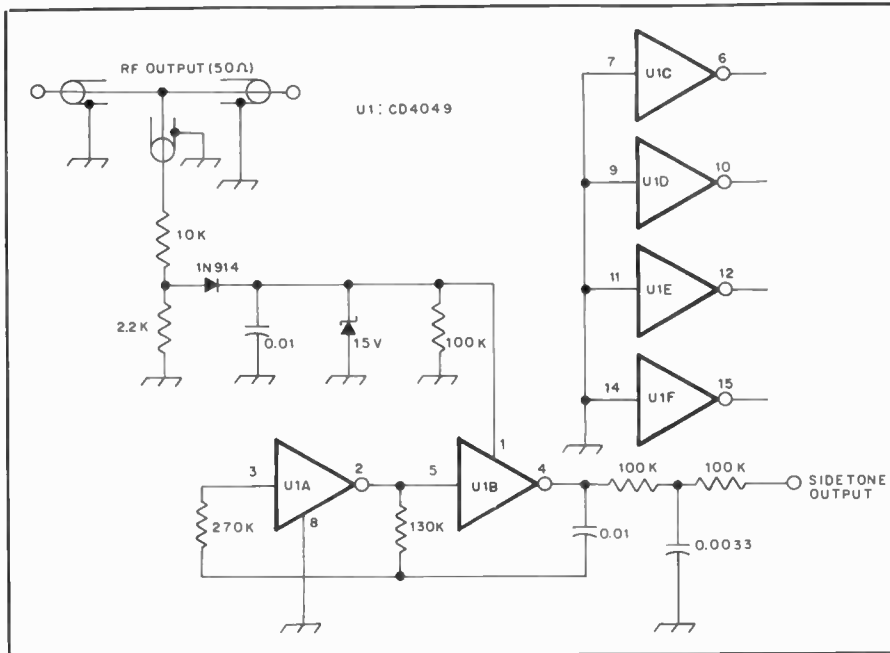 RF OUTPUT (50Ω)
U1: CD4049
7 U1C 6
9 U1D 10
11 U1E 12
14 U1F 15
10K
1N914
2.2K
0.01
15V
100K
1
3 U1A 2
8
5 U1B 4
270K
130K
100K
100K
SIDETONE
OUTPUT
0.01
0.0033